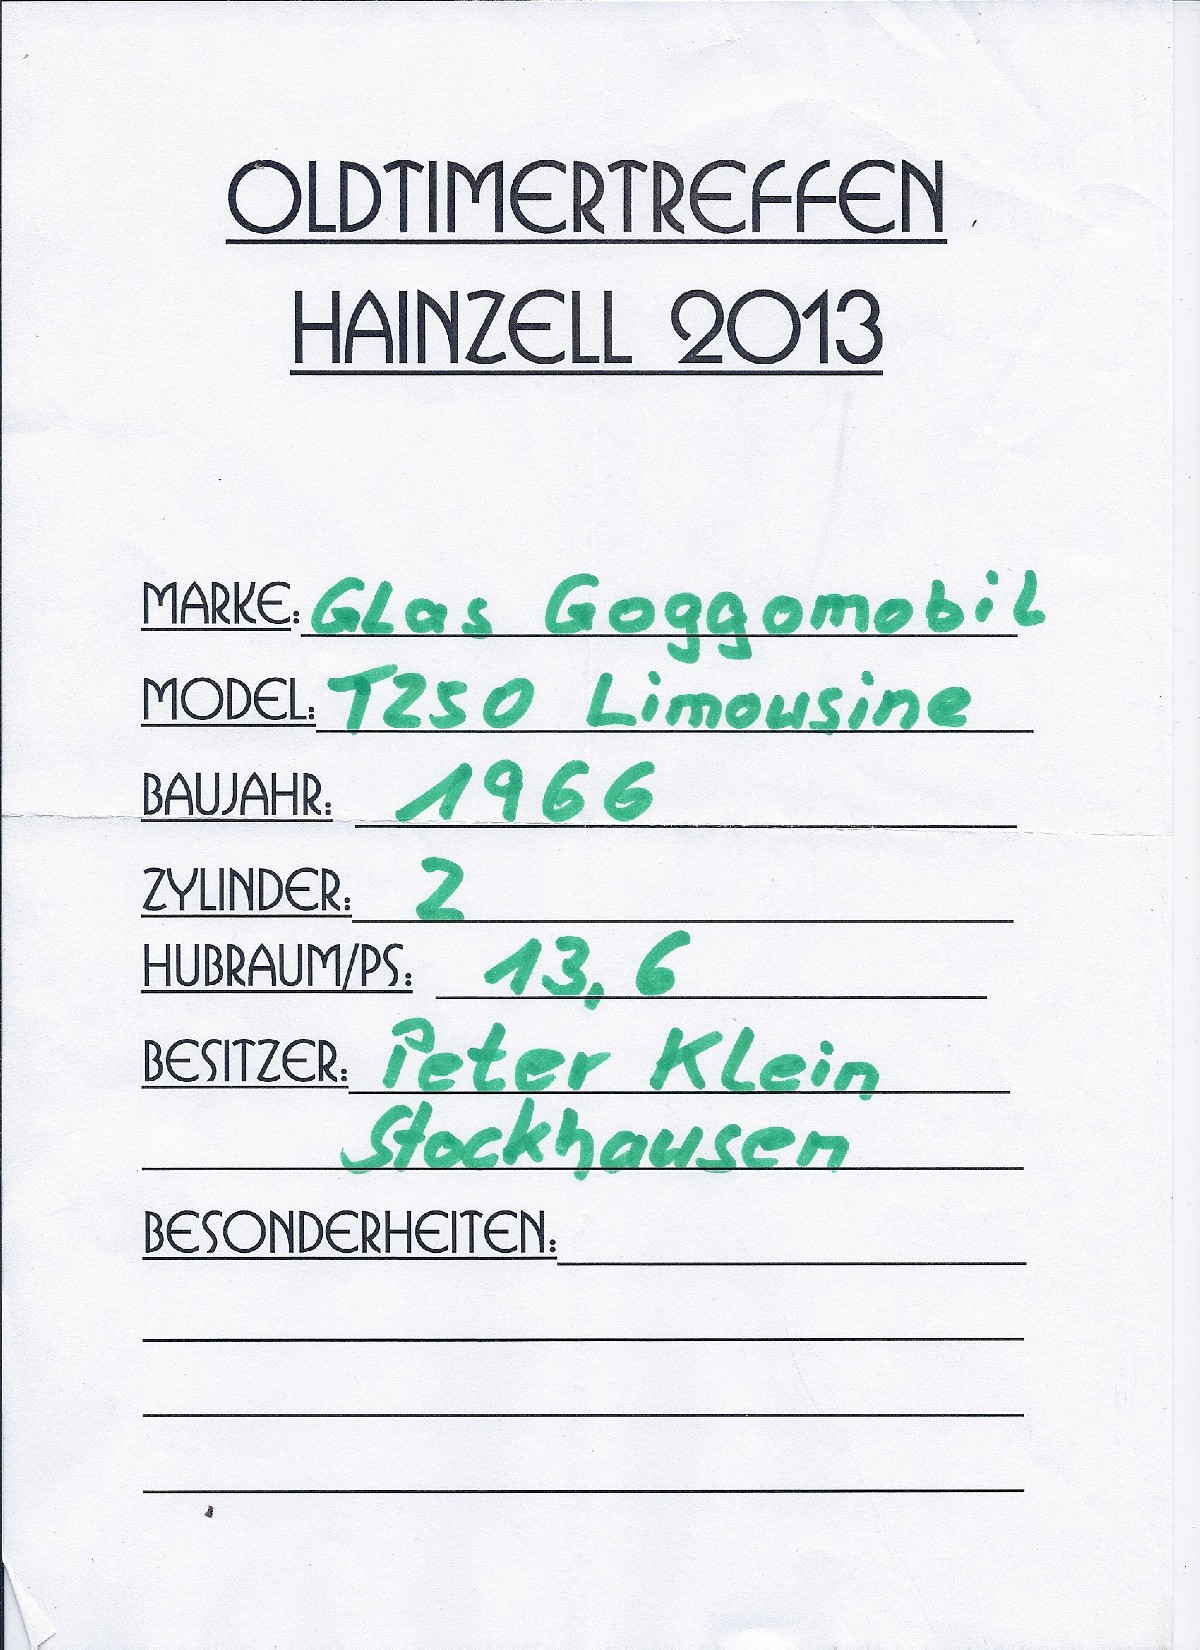 OLDTIMERTREFFEN
HAINZELL 2013
MARKE: Glas Goggomobil
MODEL: T250 Limousine
BAUJAHR: 1966
ZYLINDER: 2
HUBRAUM/PS: 13,6
BESITZER: Peter Klein
Stockhausen
BESONDERHEITEN: